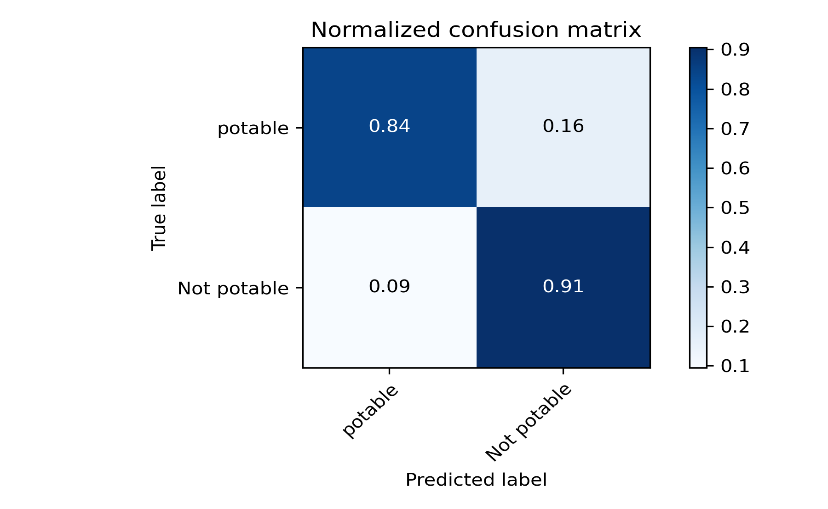 Normalized confusion matrix
True label
potable
Not potable
0.84
0.16
0.09
0.91
potable
Not potable
Predicted label
0.9
0.8
0.7
0.6
0.5
0.4
0.3
0.2
0.1